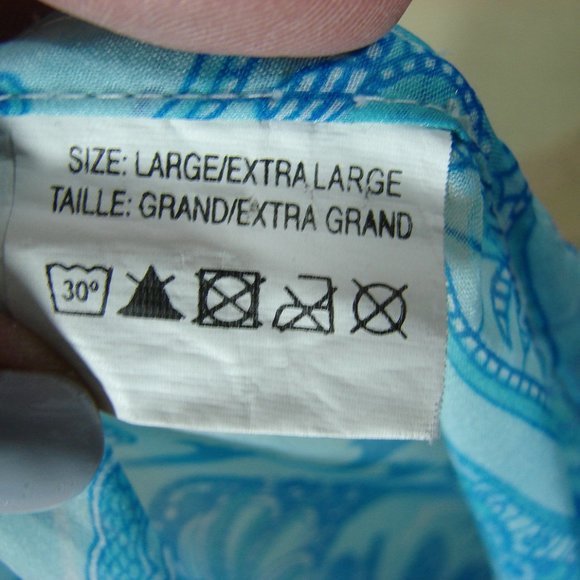 SIZE: LARGE/EXTRA LARGE
TAILLE: GRAND/EXTRA GRAND
30°